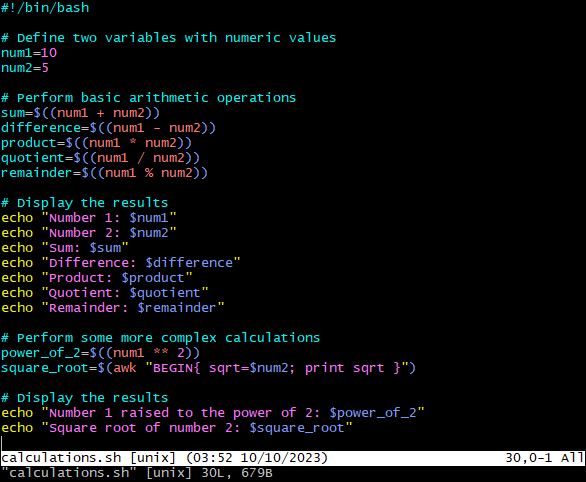 #!/bin/bash
# Define two variables with numeric values
num1=10
num2=5
# Perform basic arithmetic operations
sum=$((num1 + num2))
difference=$((num1 - num2))
product=$((num1 * num2))
quotient=$((num1 / num2))
remainder=$((num1 % num2))
# Display the results
echo "Number 1: $num1"
echo "Number 2: $num2"
echo "Sum: $sum"
echo "Difference: $difference"
echo "Product: $product"
echo "Quotient: $quotient"
echo "Remainder: $remainder"
# Perform some more complex calculations
power_of_2=$((num1 ** 2))
square_root=$(awk "BEGIN{ sqrt=$num2; print sqrt }")
# Display the results
echo "Number 1 raised to the power of 2: $power_of_2"
echo "Square root of number 2: $square_root"
calculations.sh [unix] (03:52 10/10/2023) 30,0-1 All
"calculations.sh" [unix] 30L, 679B